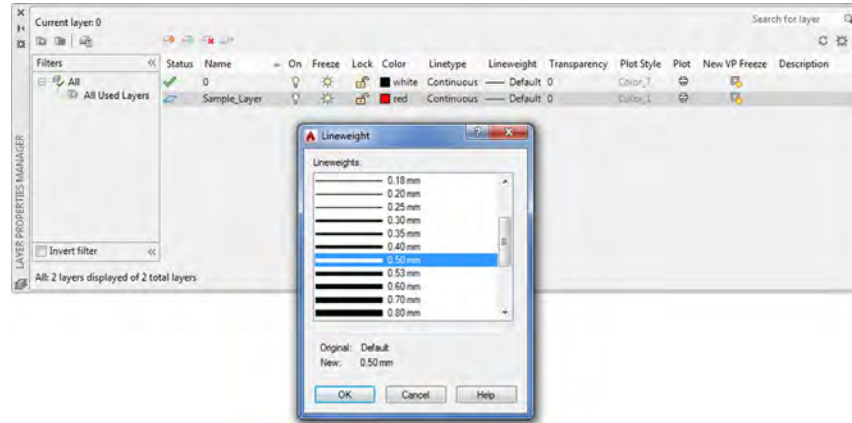 Current layer: 0
Search for layer
Filters
Status Name On Freeze Lock Color Linetype Lineweight Transparency Plot Style Plot New VP Freeze Description
All
0 white Continuous Default 0 Color_7
All Used Layers
Sample_Layer red Continuous Default 0 Color_1
Lineweight
Lineweights:
0.18 mm
0.20 mm
0.25 mm
0.30 mm
0.35 mm
0.40 mm
0.50 mm
0.53 mm
0.60 mm
0.70 mm
0.80 mm
Original: Default
New: 0.50 mm
OK Cancel Help
Invert filter
All: 2 layers displayed of 2 total layers
LAYER PROPERTIES MANAGER